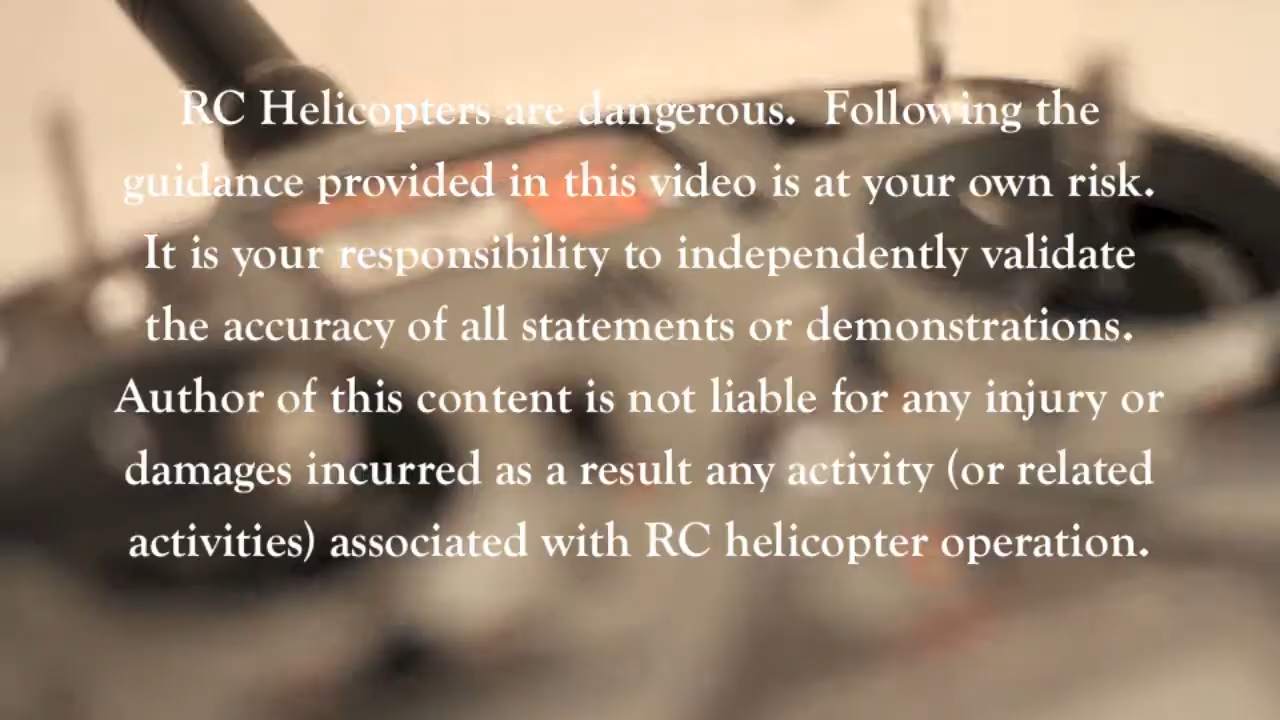 RC Helicopters are dangerous.  Following the
guidance provided in this video is at your own risk.
It is your responsibility to independently validate
the accuracy of all statements or demonstrations.
Author of this content is not liable for any injury or
damages incurred as a result any activity (or related
activities) associated with RC helicopter operation.